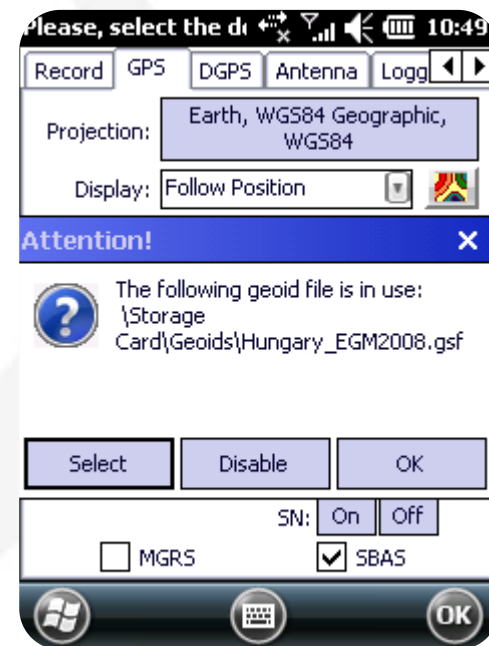 Please, select the d 10:49
Record GPS DGPS Antenna Logg
Projection: Earth, WGS84 Geographic,
WGS84
Display: Follow Position
Attention!
The following geoid file is in use:
\Storage
Card\Geoids\Hungary_EGM2008.gsf
Select Disable OK
SN: On Off
MGRS SBAS
OK